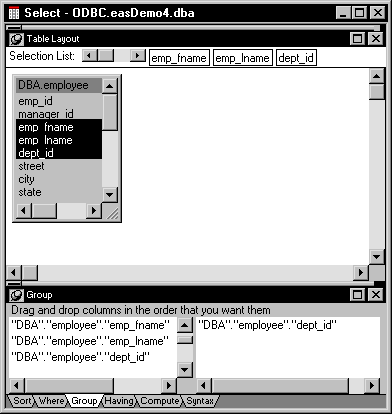 Select - ODBC.easDemo4.dba
Table Layout
Selection List: emp_fname emp_lname dept_id
DBA.employee
emp_id
manager_id
emp_fname
emp_lname
dept_id
street
city
state
Group
Drag and drop columns in the order that you want them
"DBA"."employee"."emp_fname" "DBA"."employee"."dept_id"
"DBA"."employee"."emp_lname"
"DBA"."employee"."dept_id"
Sort Where Group Having Compute Syntax